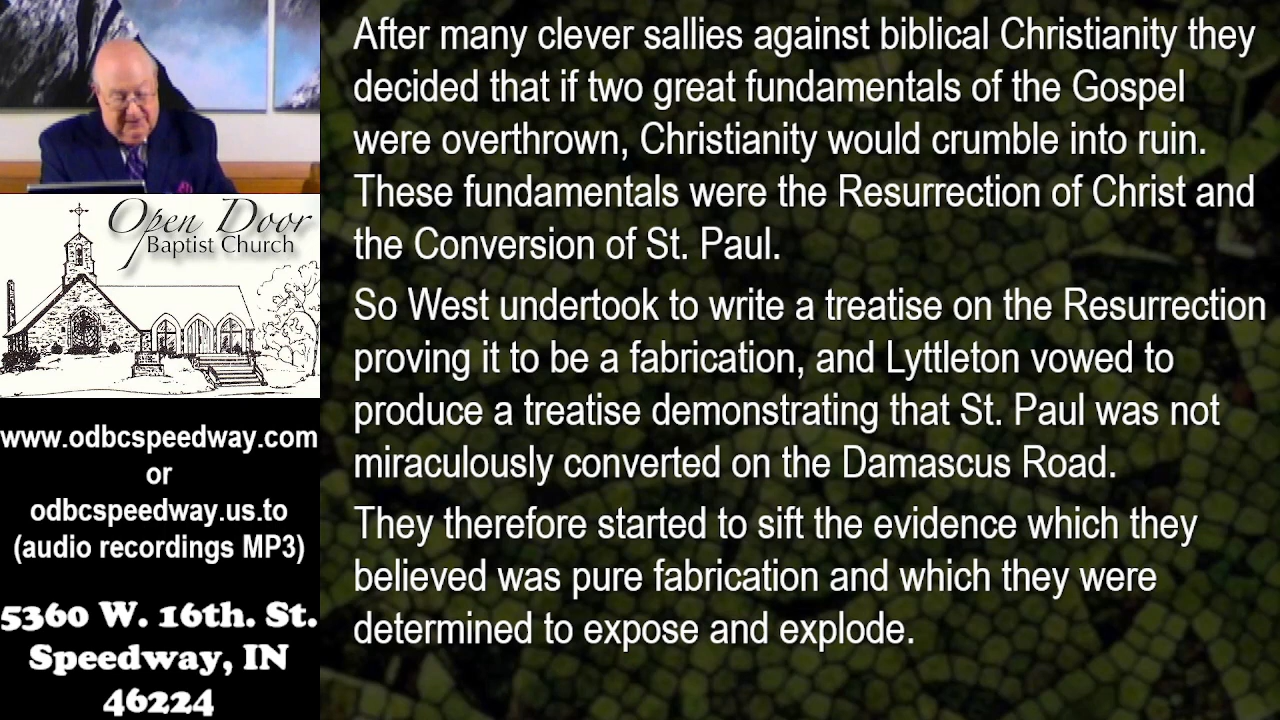 Open Door
Baptist Church
www.odbcspeedway.com
or
odbcspeedway.us.to
(audio recordings MP3)
5360 W. 16th. St.
Speedway, IN
46224
After many clever sallies against biblical Christianity they
decided that if two great fundamentals of the Gospel
were overthrown, Christianity would crumble into ruin.
These fundamentals were the Resurrection of Christ and
the Conversion of St. Paul.
So West undertook to write a treatise on the Resurrection
proving it to be a fabrication, and Lyttleton vowed to
produce a treatise demonstrating that St. Paul was not
miraculously converted on the Damascus Road.
They therefore started to sift the evidence which they
believed was pure fabrication and which they were
determined to expose and explode.